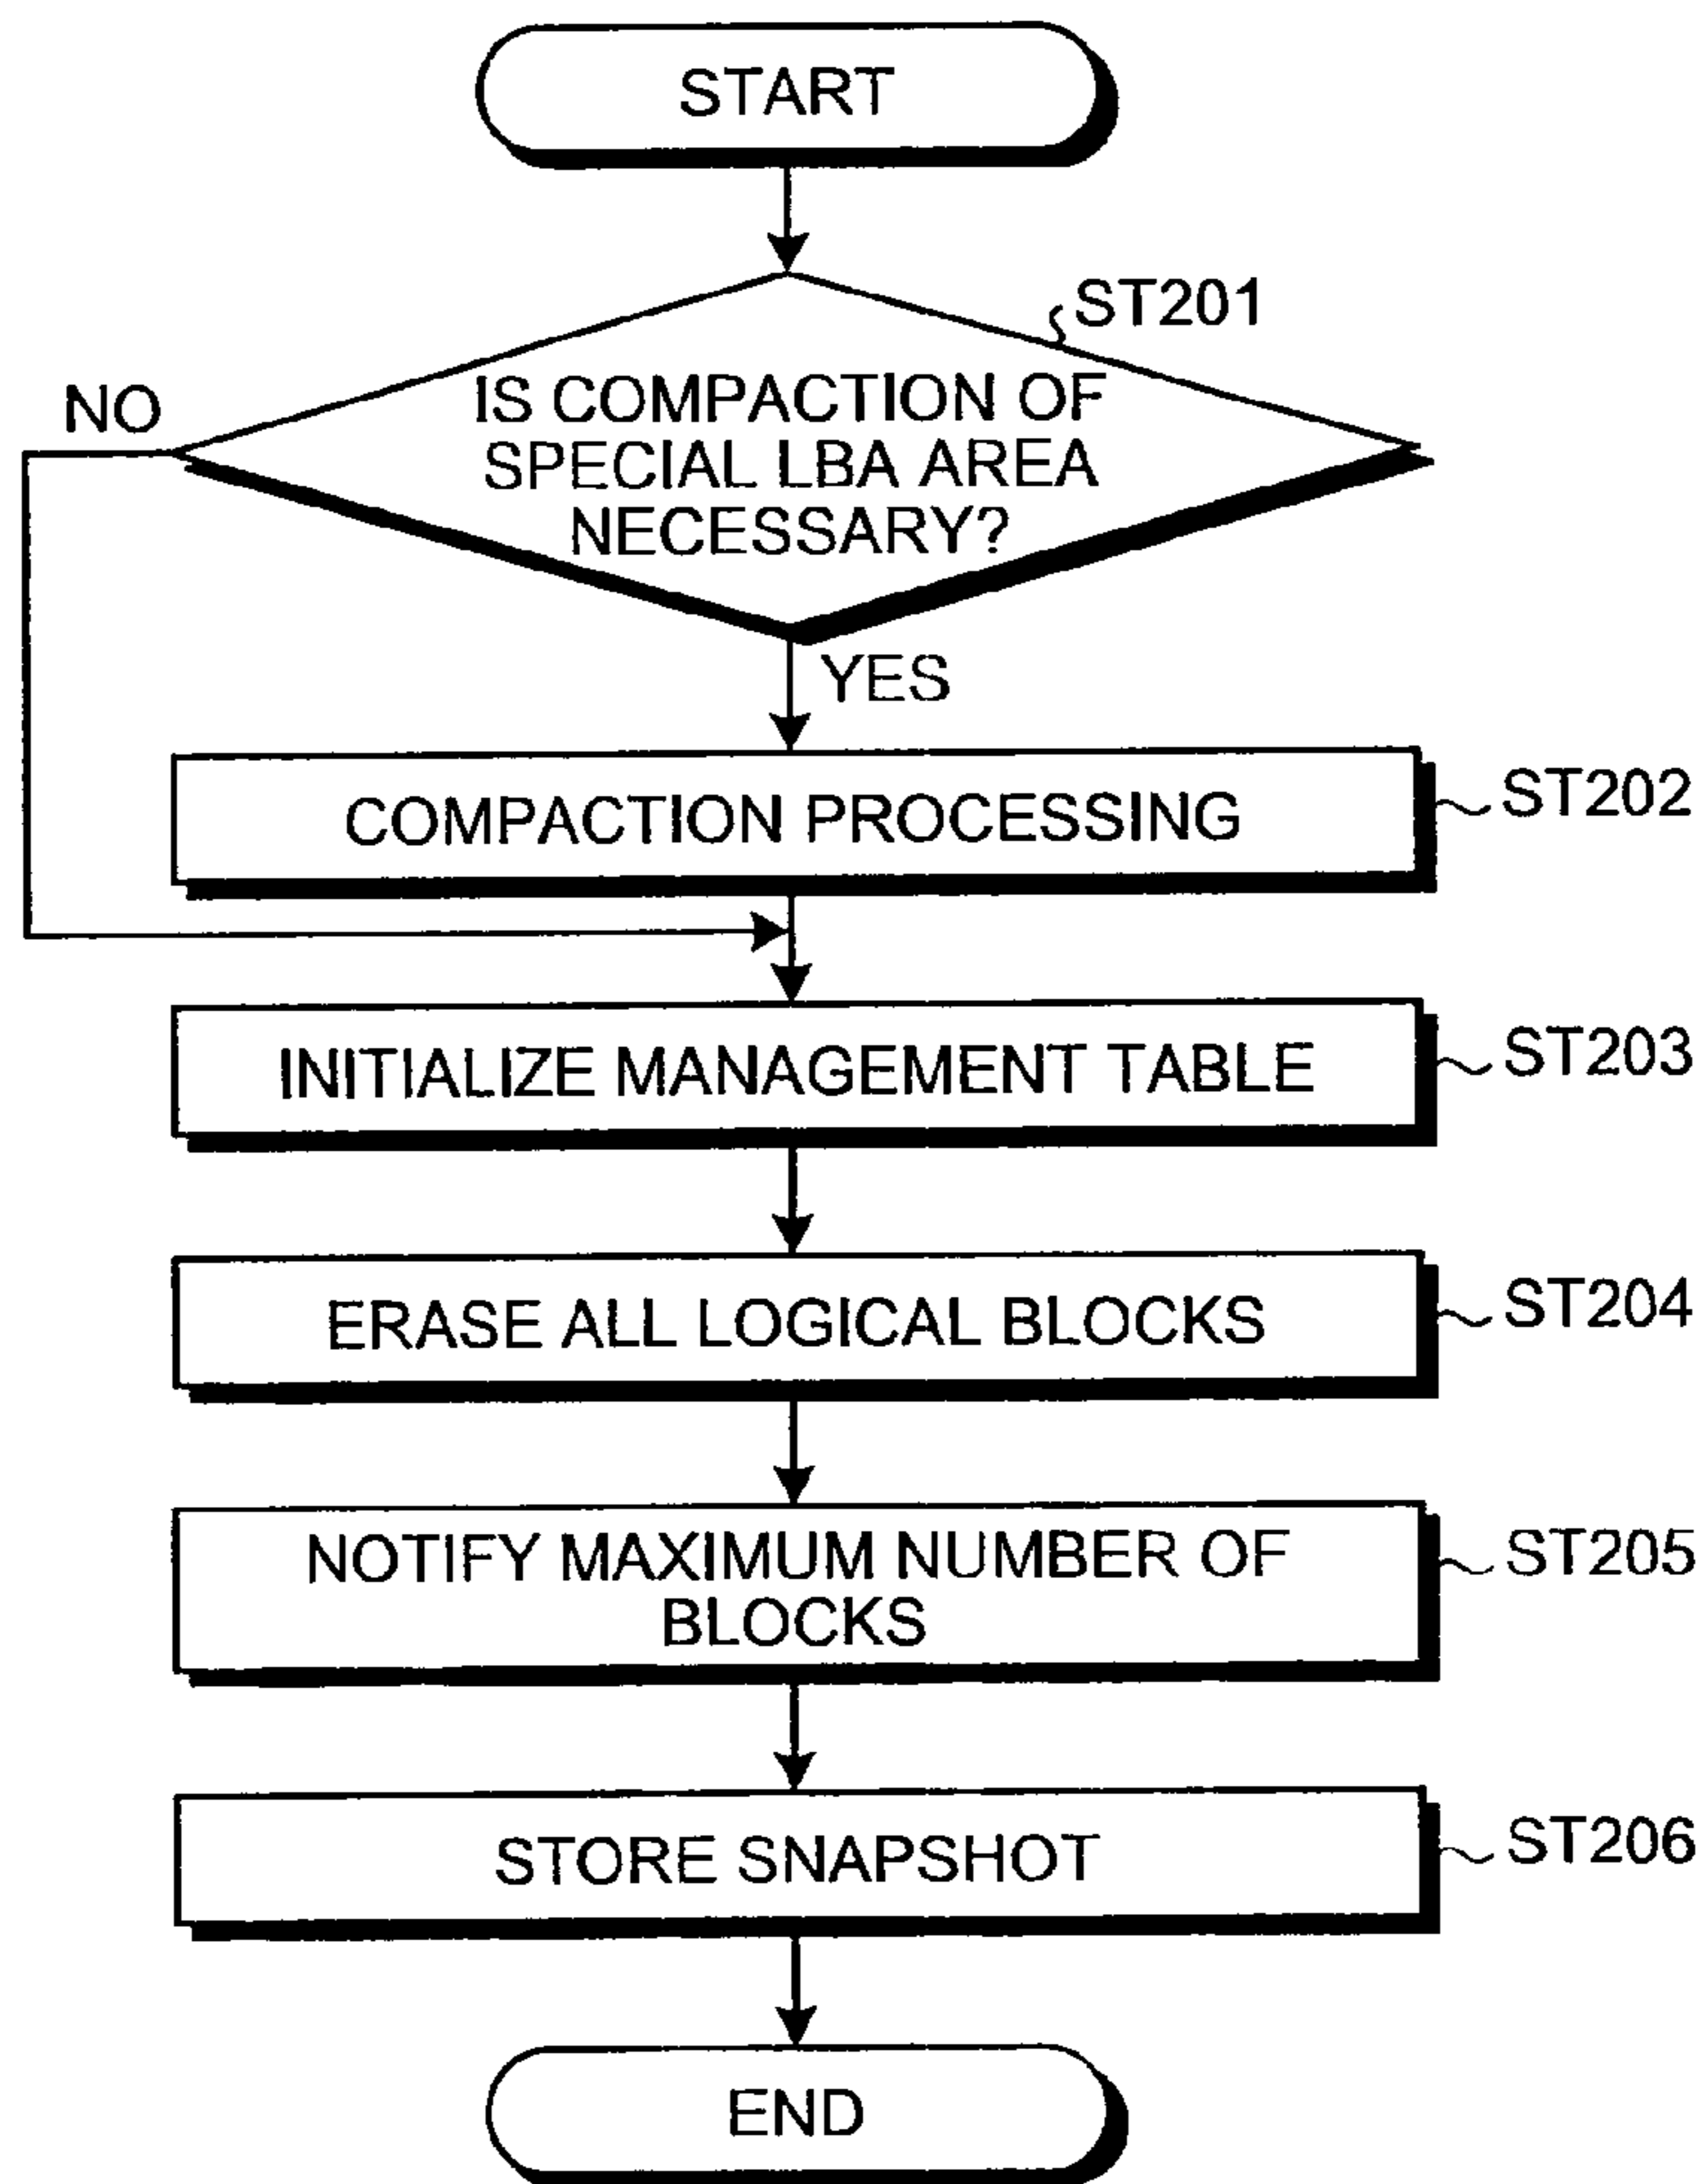 START
ST201
NO
IS COMPACTION OF
SPECIAL LBA AREA
NECESSARY?
YES
COMPACTION PROCESSING
ST202
INITIALIZE MANAGEMENT TABLE
ST203
ERASE ALL LOGICAL BLOCKS
ST204
NOTIFY MAXIMUM NUMBER OF
BLOCKS
ST205
STORE SNAPSHOT
ST206
END